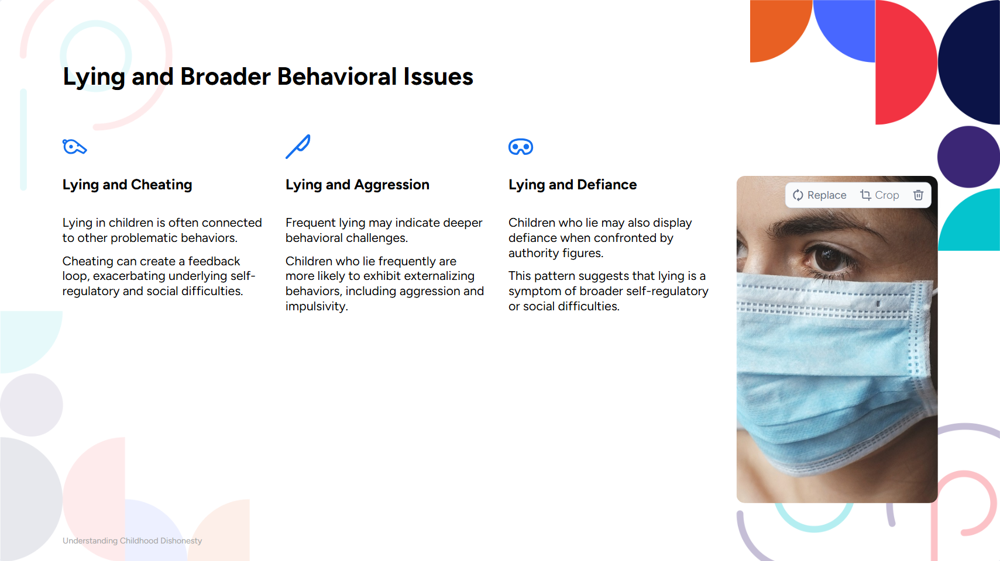 Lying and Broader Behavioral Issues
Lying and Cheating
Lying in children is often connected
to other problematic behaviors.
Cheating can create a feedback
loop, exacerbating underlying self-
regulatory and social difficulties.
Lying and Aggression
Frequent lying may indicate deeper
behavioral challenges.
Children who lie frequently are
more likely to exhibit externalizing
behaviors, including aggression and
impulsivity.
Lying and Defiance
Children who lie may also display
defiance when confronted by
authority figures.
This pattern suggests that lying is a
symptom of broader self-regulatory
or social difficulties.
Replace Crop
Understanding Childhood Dishonesty